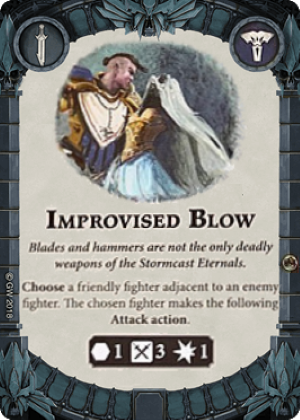 IMPROVISED BLOW
Blades and hammers are not the only deadly
weapons of the Stormcast Eternals.
Choose a friendly fighter adjacent to an enemy
fighter. The chosen fighter makes the following
Attack action.
1 3 1
© GW 2018